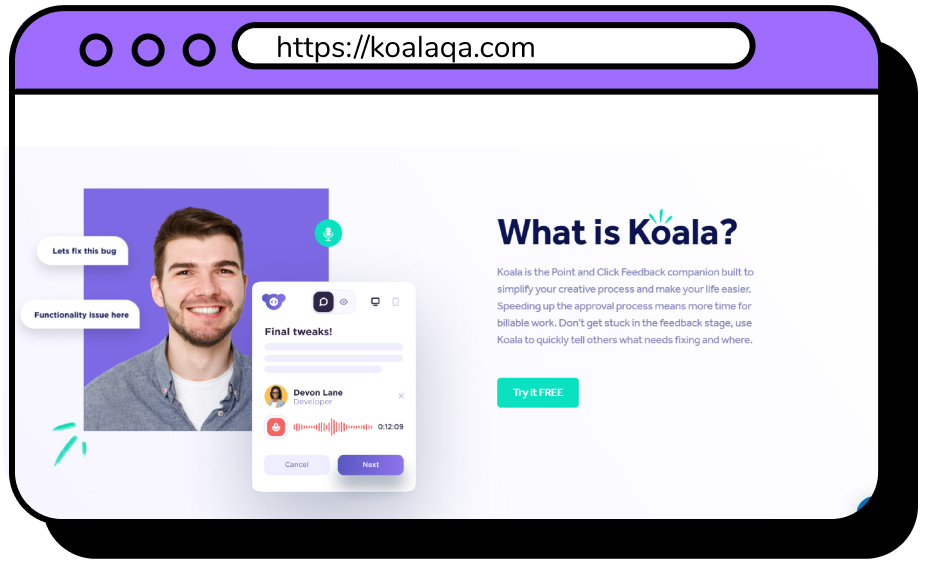 https://koalaqa.com
Lets fix this bug
Functionality issue here
Final tweaks!
Devon Lane
Developer
0:12:09
Cancel
Next
What is Koala?
Koala is the Point and Click Feedback companion built to
simplify your creative process and make your life easier.
Speeding up the approval process means more time for
billable work. Don't get stuck in the feedback stage, use
Koala to quickly tell others what needs fixing and where.
Try it FREE